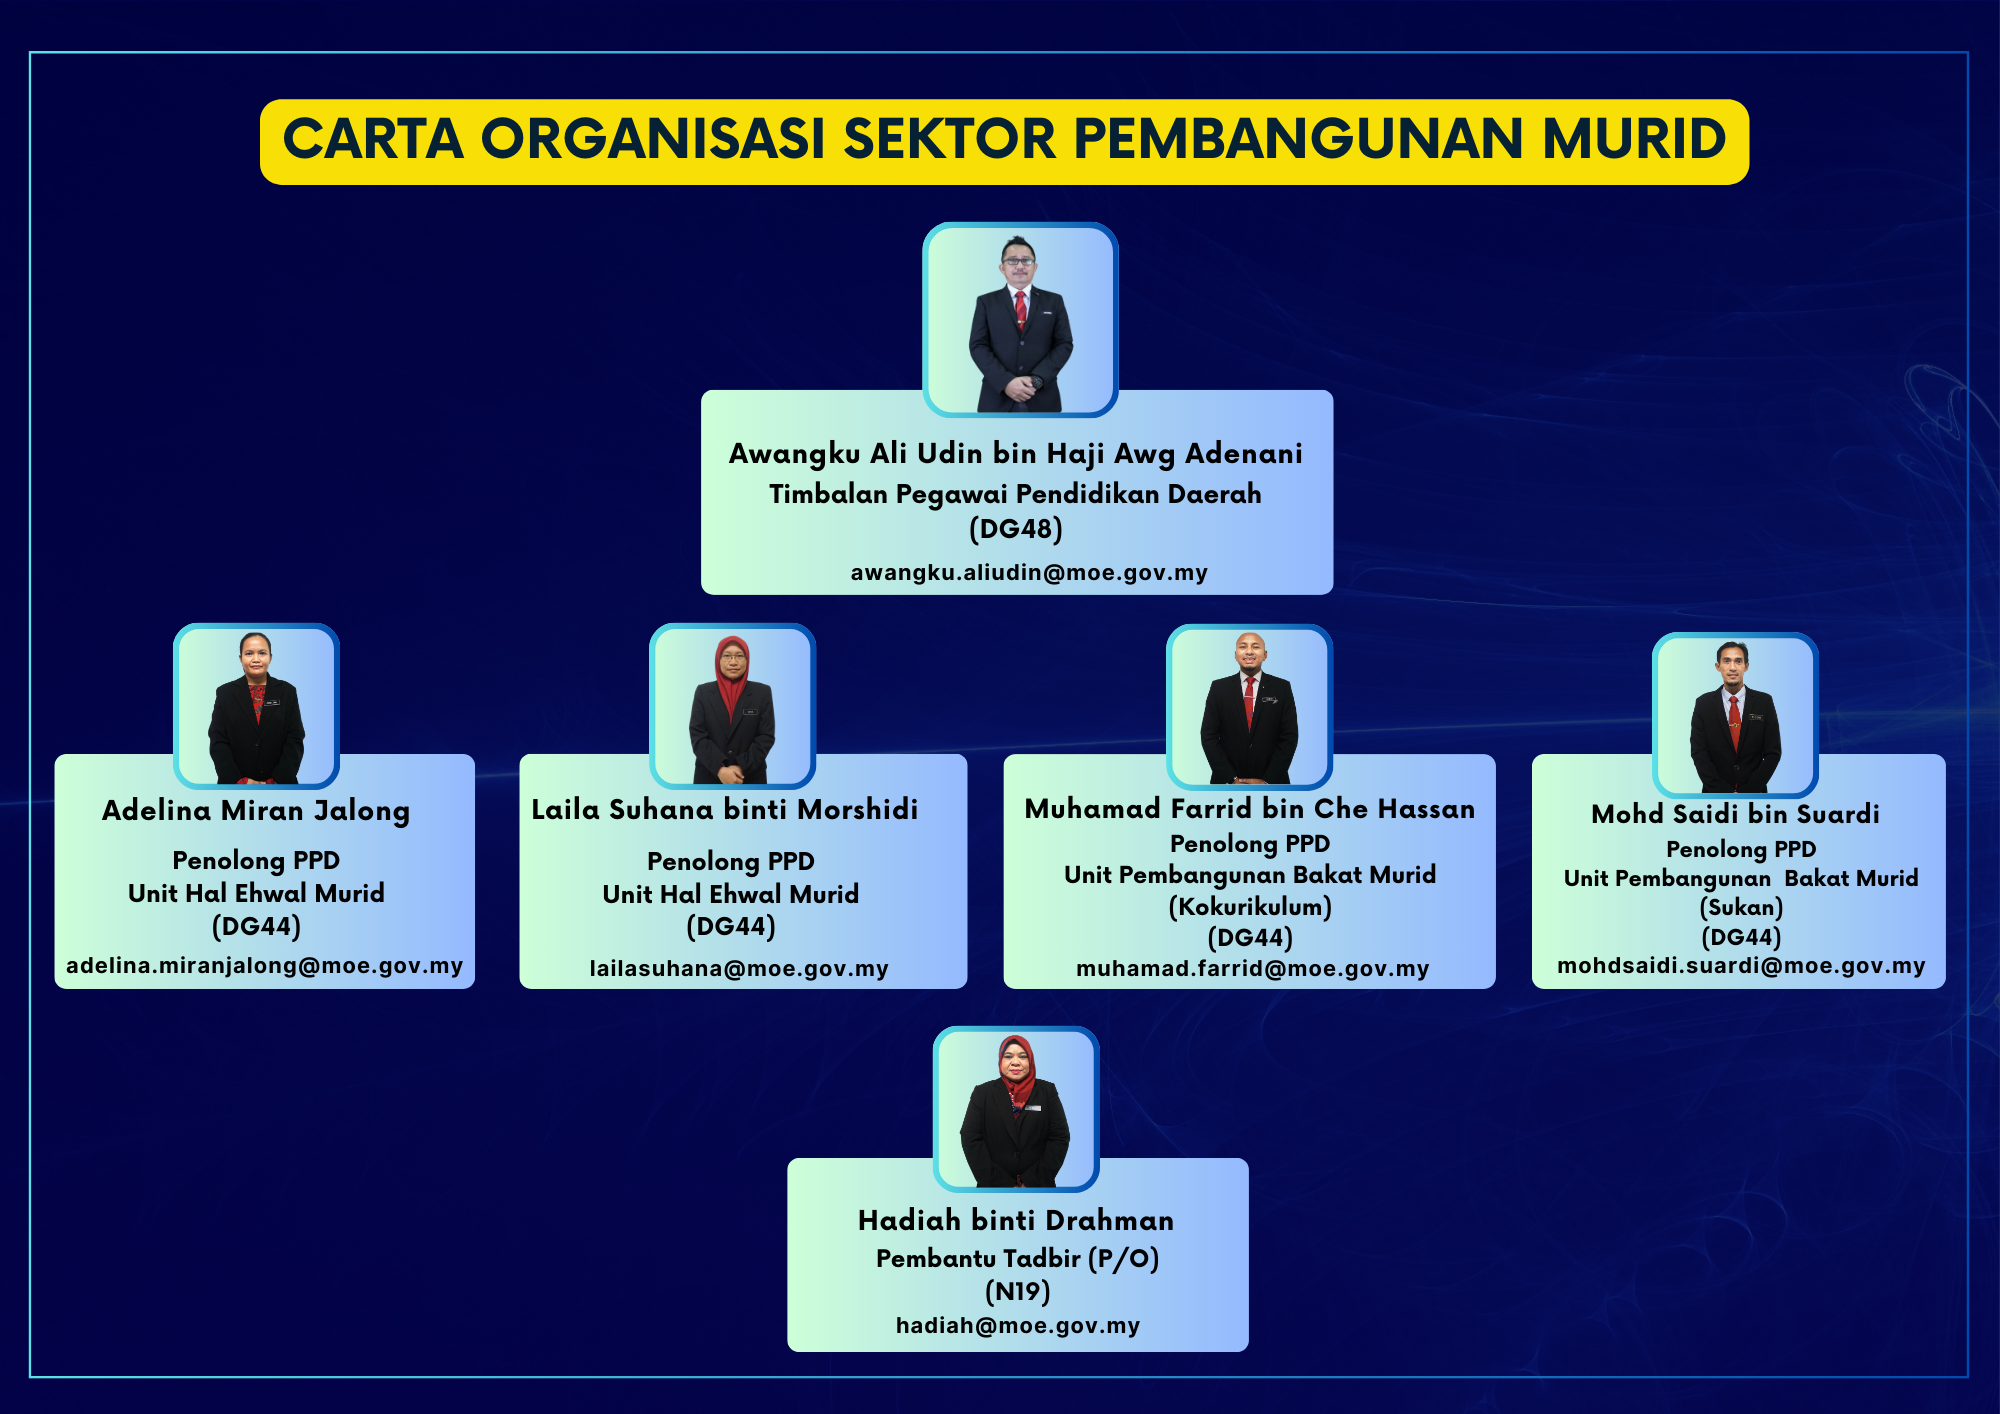 CARTA ORGANISASI SEKTOR PEMBANGUNAN MURID
Awangku Ali Udin bin Haji Awg Adenani
Timbalan Pegawai Pendidikan Daerah
(DG48)
awangku.aliudin@moe.gov.my
Adelina Miran Jalong
Penolong PPD
Unit Hal Ehwal Murid
(DG44)
adelina.miranjalong@moe.gov.my
Laila Suhana binti Morshidi
Penolong PPD
Unit Hal Ehwal Murid
(DG44)
lailasuhana@moe.gov.my
Muhamad Farrid bin Che Hassan
Penolong PPD
Unit Pembangunan Bakat Murid
(Kokurikulum)
(DG44)
muhamad.farrid@moe.gov.my
Mohd Saidi bin Suardi
Penolong PPD
Unit Pembangunan  Bakat Murid
(Sukan)
(DG44)
mohdsaidi.suardi@moe.gov.my
Hadiah binti Drahman
Pembantu Tadbir (P/O)
(N19)
hadiah@moe.gov.my